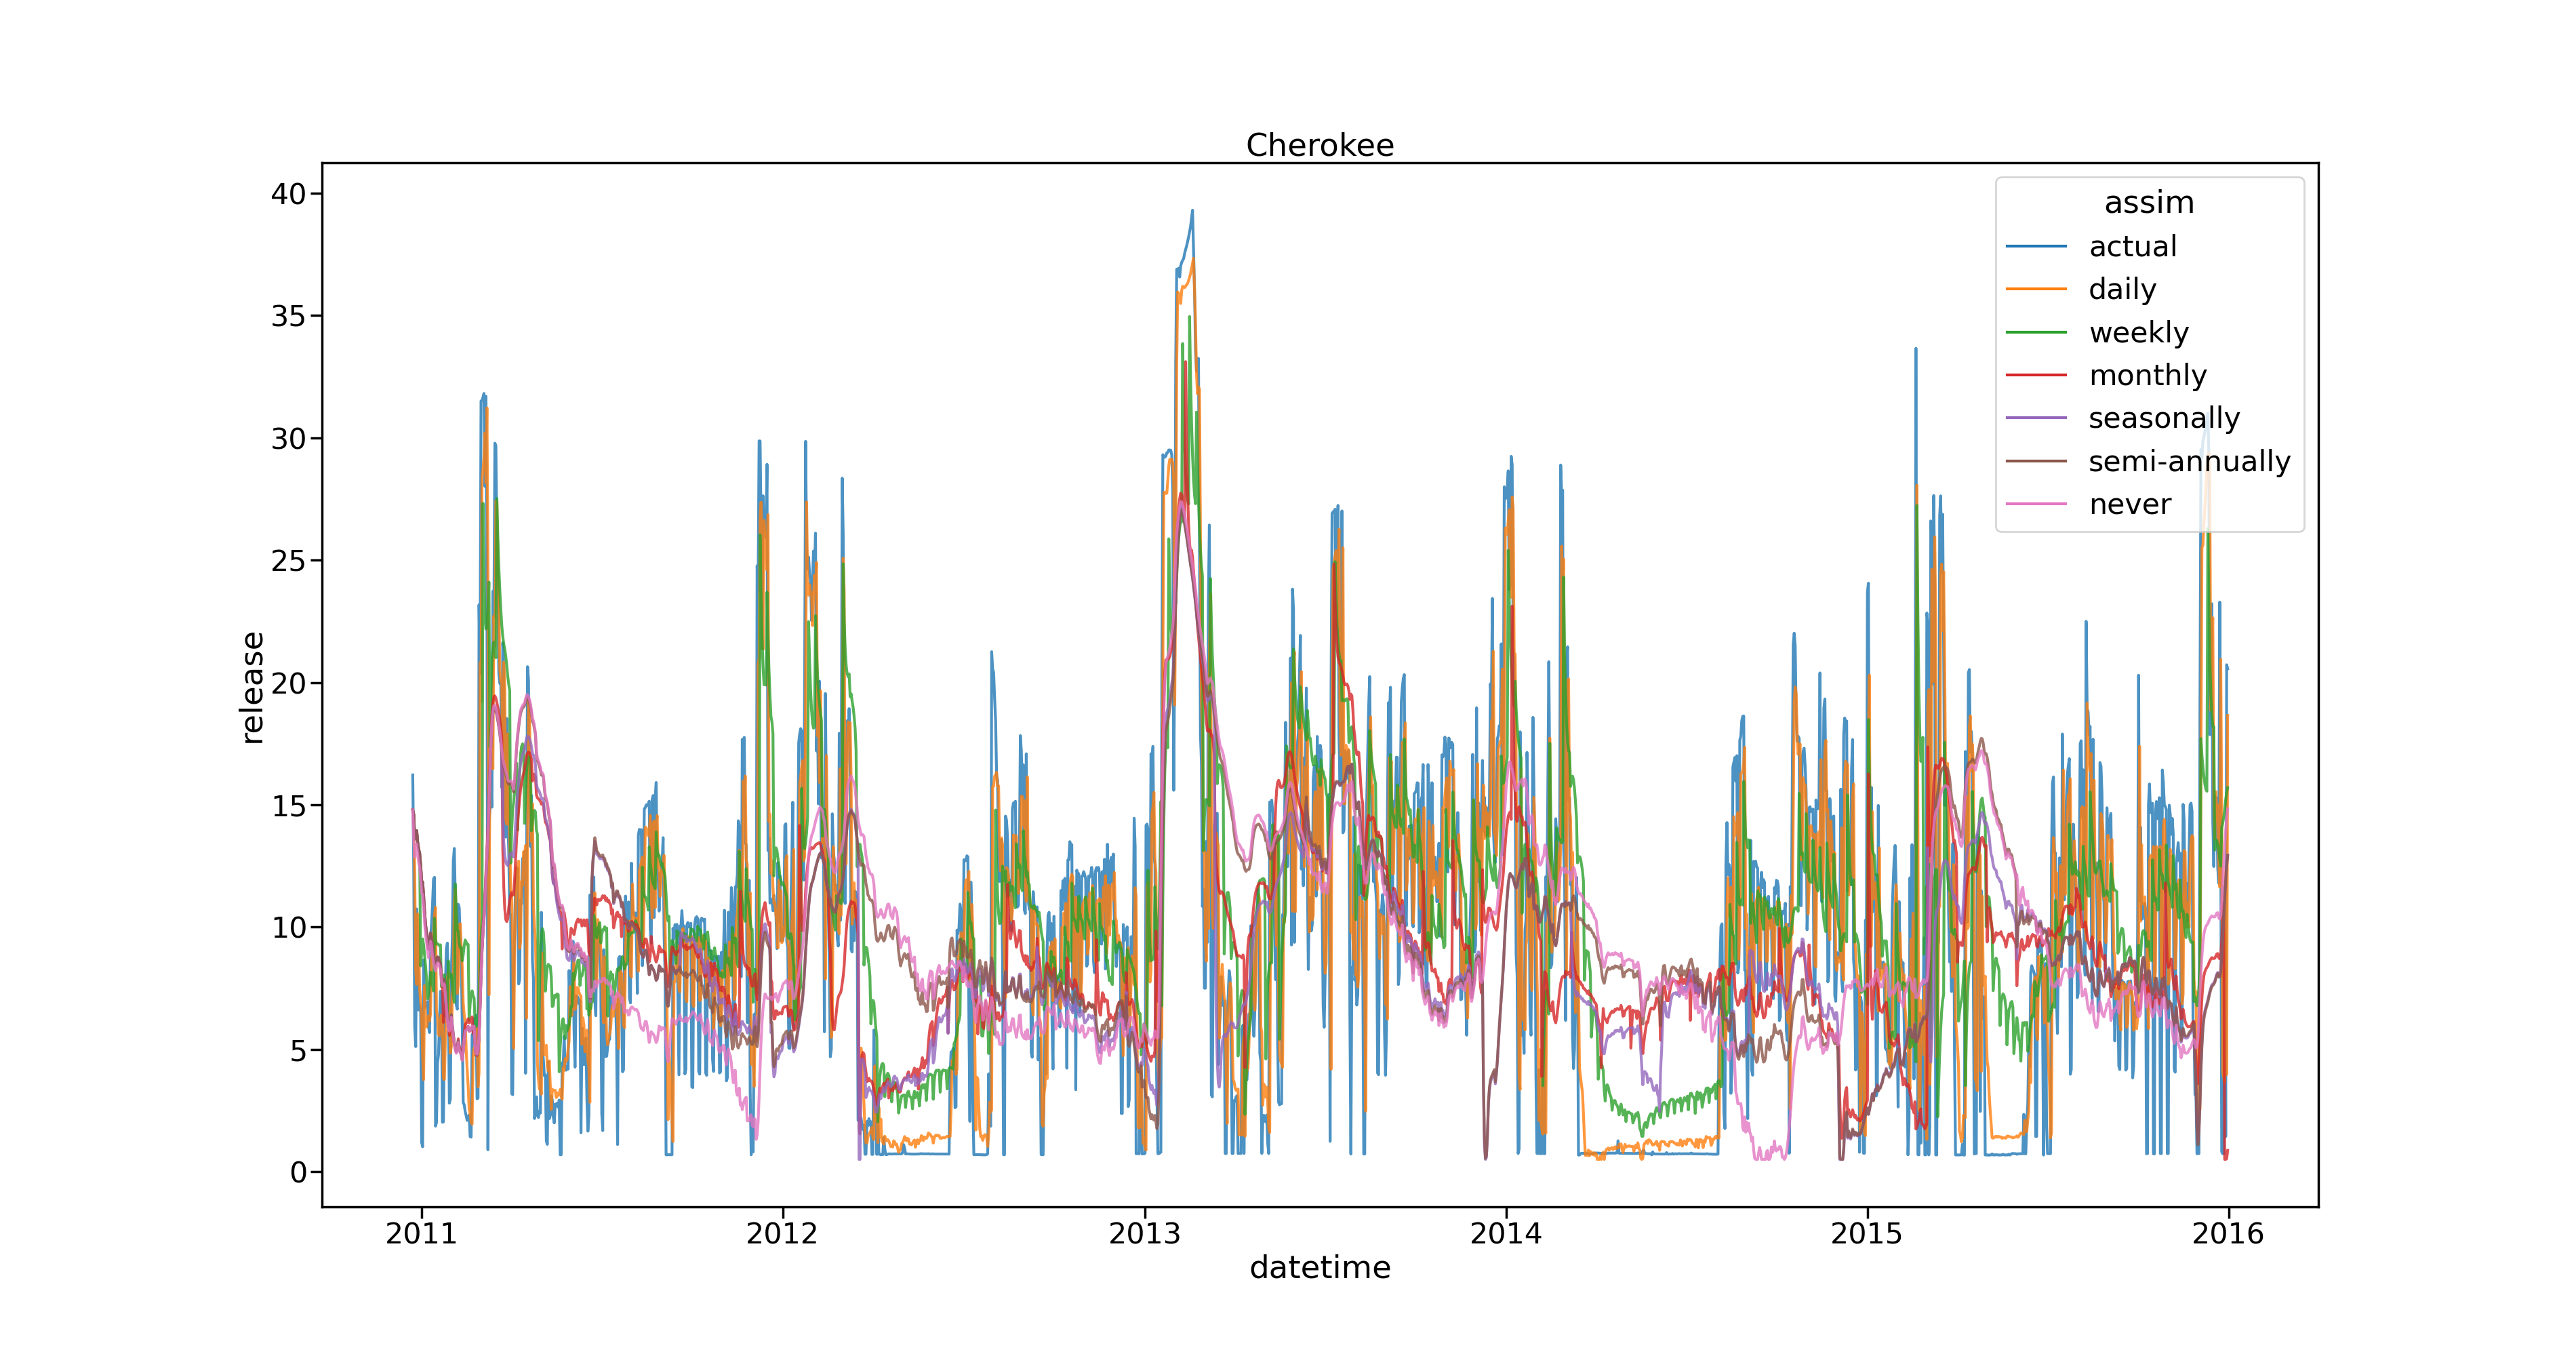 Cherokee
40
35
30
25
20
15
10
5
0
release
assim
actual
daily
weekly
monthly
seasonally
semi-annually
never
2011 2012 2013 2014 2015 2016
datetime